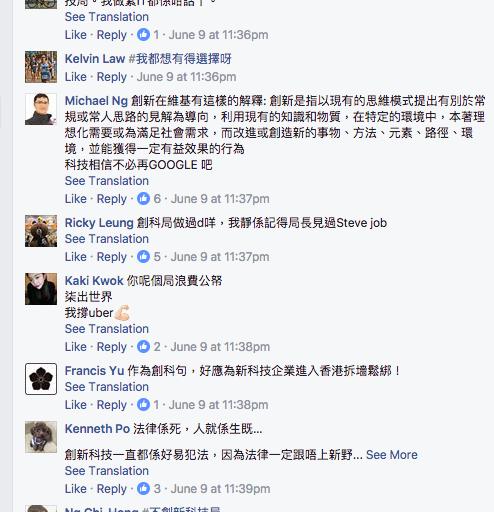 See Translation
Like · Reply · 1 · June 9 at 11:36pm
Kelvin Law #我都想有得選擇呀
Like · Reply · June 9 at 11:36pm
Michael Ng 創新在維基有這樣的解釋: 創新是指以現有的思維模式提出有別於常
規或常人思路的見解為導向，利用現有的知識和物質，在特定的環境中，本著理
想化需要或為滿足社會需求，而改進或創造新的事物、方法、元素、路徑、環
境，並能獲得一定有益效果的行為
科技相信不必再GOOGLE 吧
See Translation
Like · Reply · 6 · June 9 at 11:37pm
Ricky Leung 創科局做過d咩，我靜係記得局長見過Steve job
See Translation
Like · Reply · 5 · June 9 at 11:37pm
Kaki Kwok 你呢個局浪費公帑
柒出世界
我撐uber💪🏻
See Translation
Like · Reply · 2 · June 9 at 11:38pm
Francis Yu 作為創科句，好應為新科技企業進入香港拆墻鬆綁！
See Translation
Like · Reply · 1 · June 9 at 11:38pm
Kenneth Po 法律係死，人就係生既...
創新科技一直都係好易犯法，因為法律一定跟唔上新野... See More
See Translation
Like · Reply · 3 · June 9 at 11:39pm